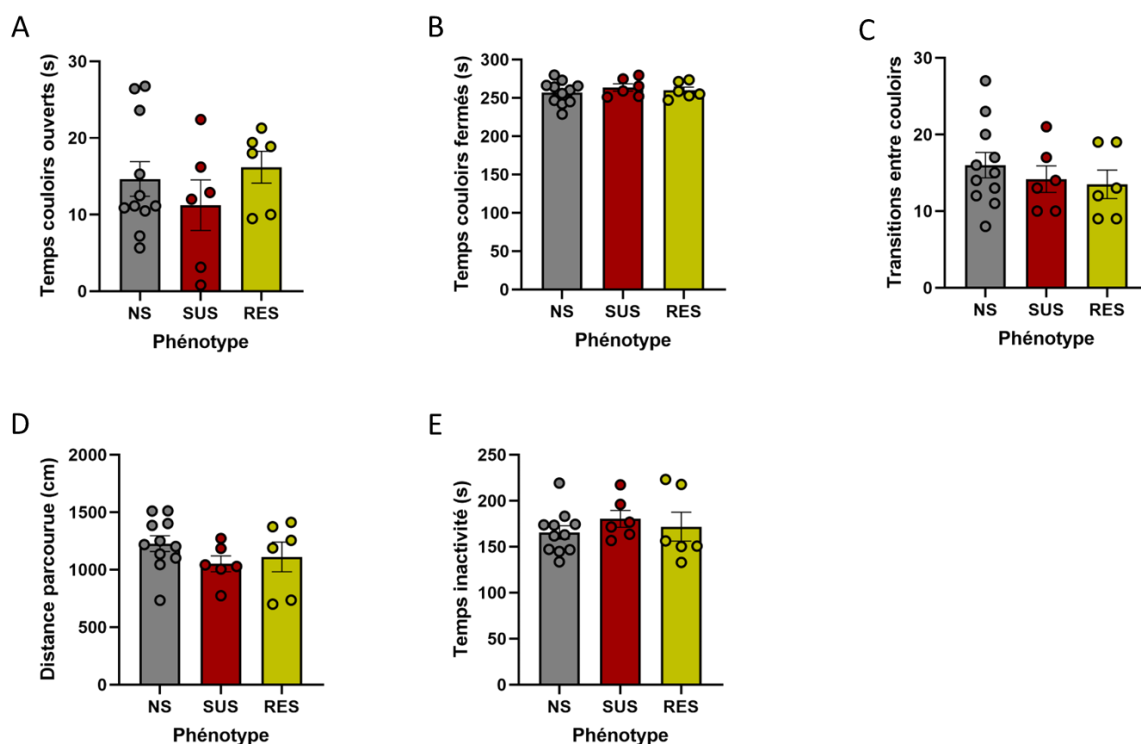 A
Temps couloirs ouverts (s)
30
20
10
0
NS SUS RES
Phénotype
B
Temps couloirs fermés (s)
300
250
200
150
100
50
0
NS SUS RES
Phénotype
C
Transitions entre couloirs
30
20
10
0
NS SUS RES
Phénotype
D
Distance parcourue (cm)
2000
1500
1000
500
0
NS SUS RES
Phénotype
E
Temps inactivité (s)
250
200
150
100
50
0
NS SUS RES
Phénotype